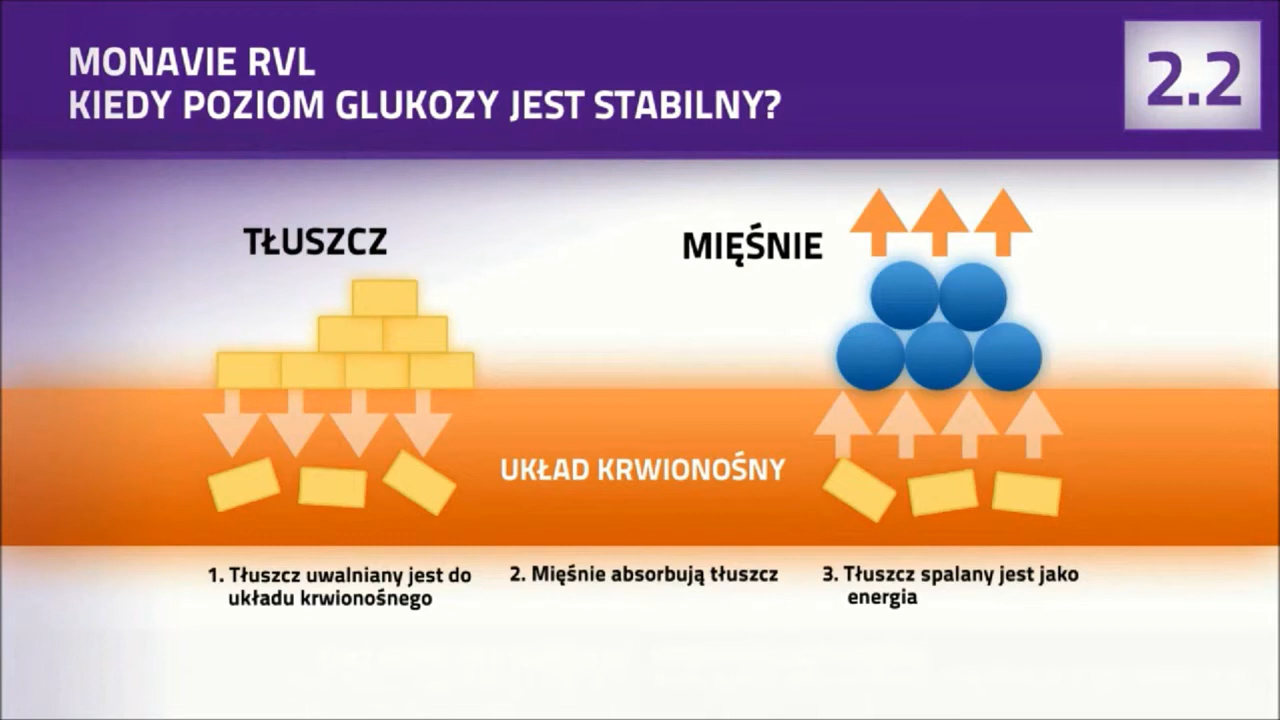 MONAVIE RVL
KIEDY POZIOM GLUKOZY JEST STABILNY?
2.2
TŁUSZCZ
MIĘŚNIE
UKŁAD KRWIONOŚNY
1. Tłuszcz uwalniany jest do
układu krwionośnego
2. Mięśnie absorbują tłuszcz
3. Tłuszcz spalany jest jako
energia